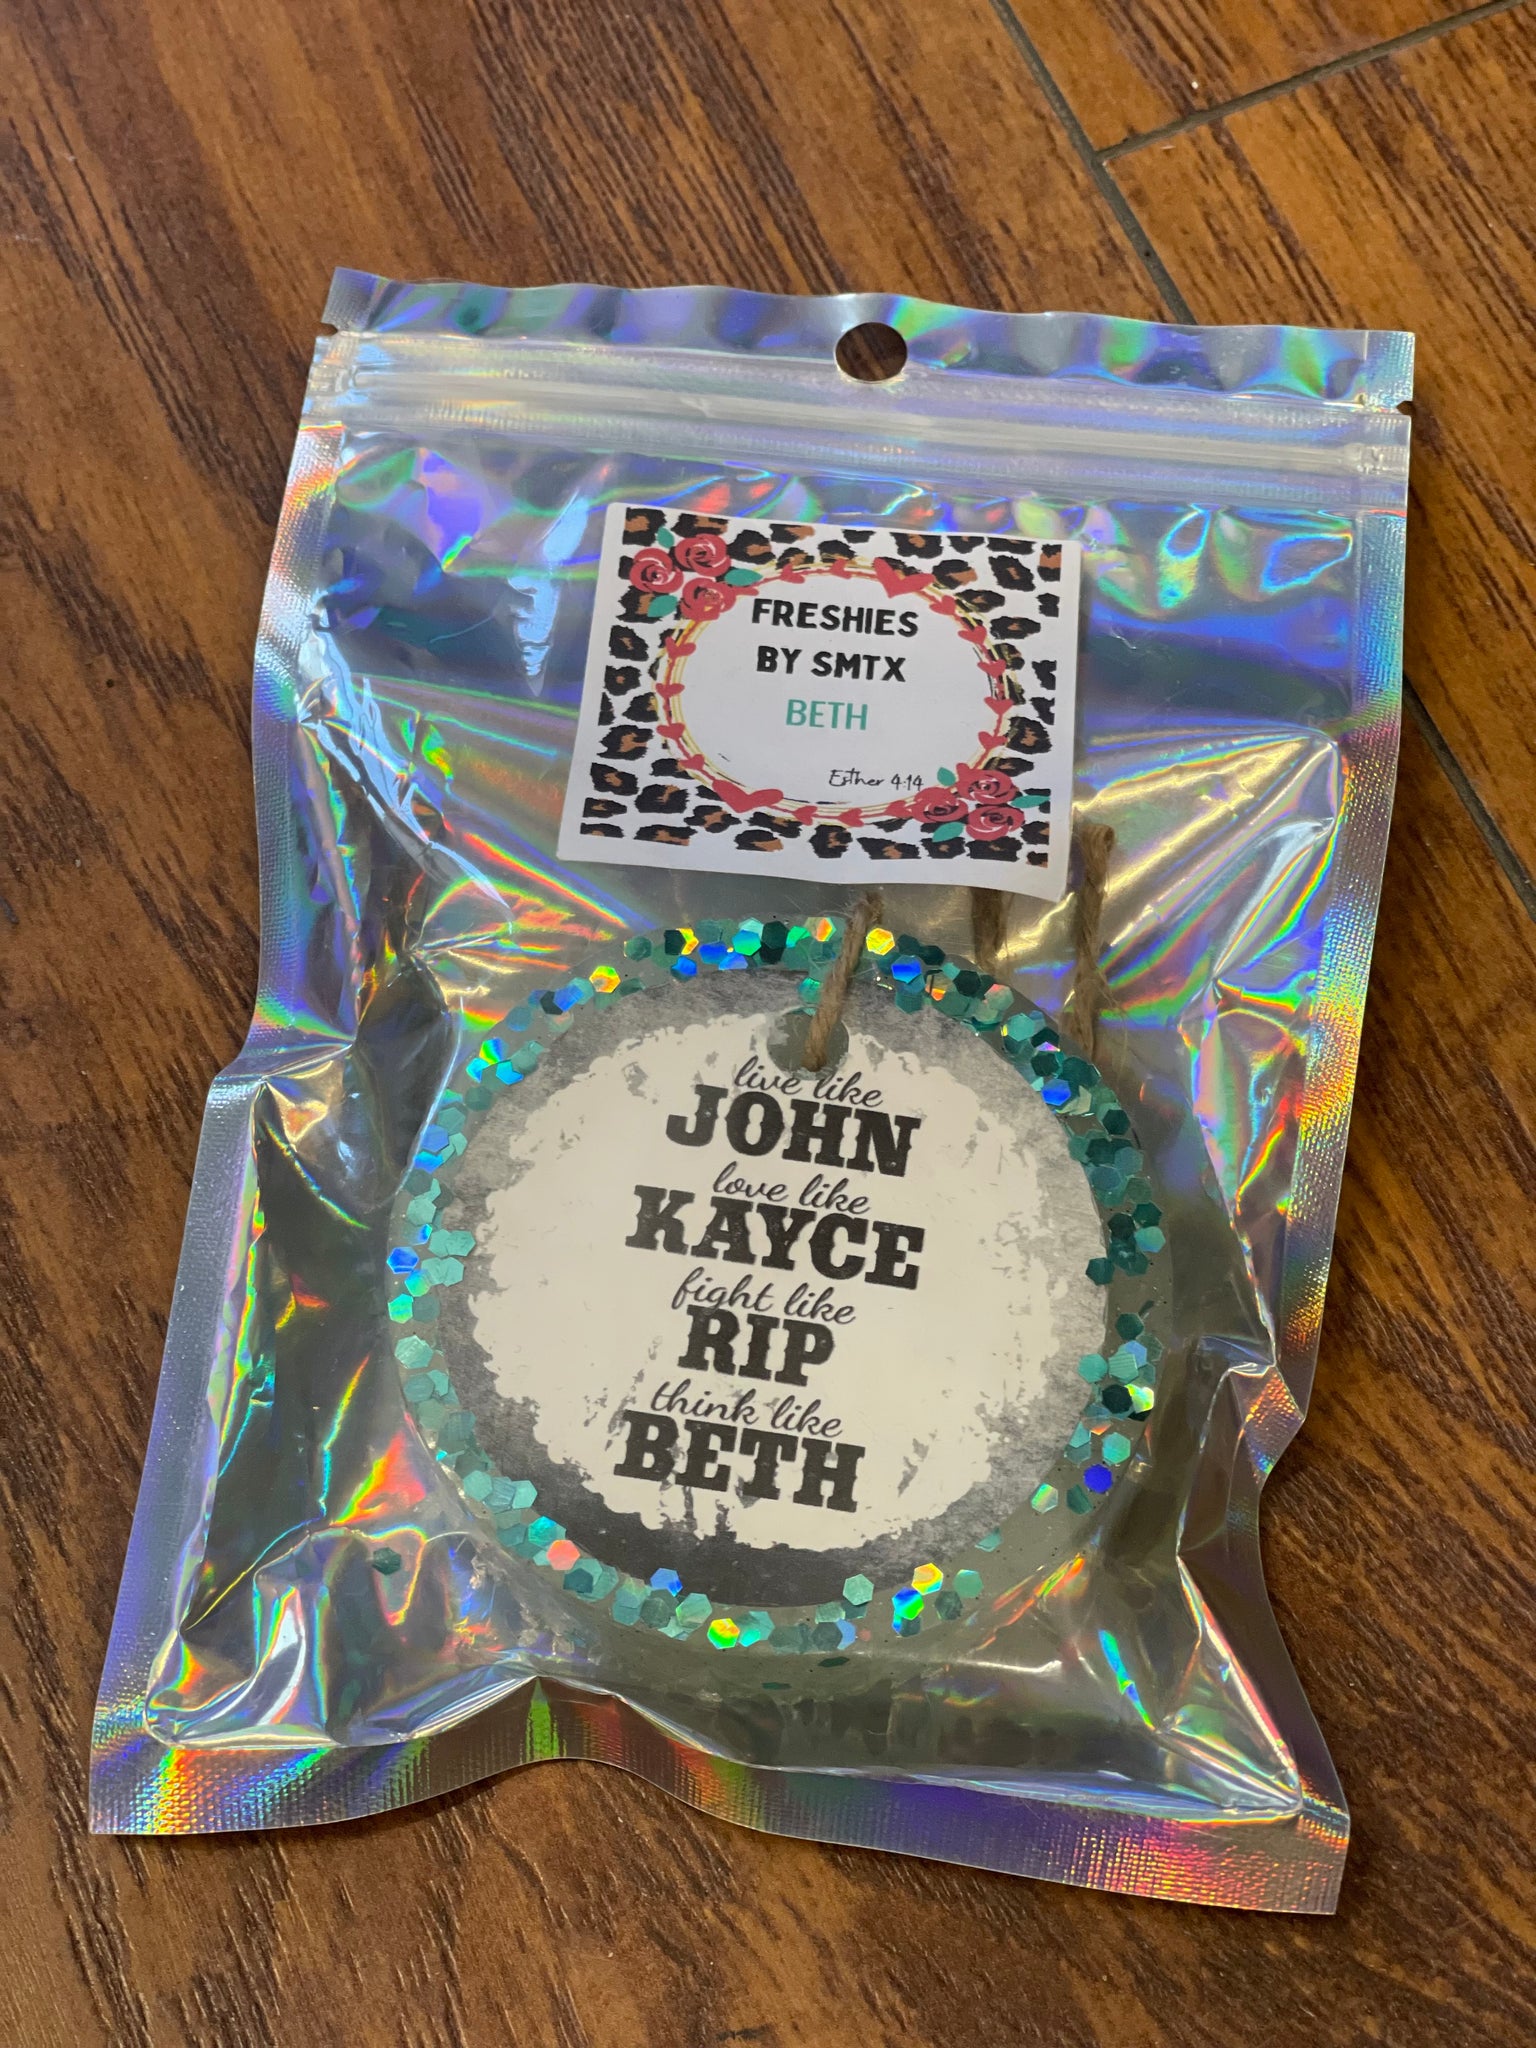 FRESHIES
BY SMTX
BETH
Esther 4:14
live like
JOHN
love like
KAYCE
fight like
RIP
think like
BETH